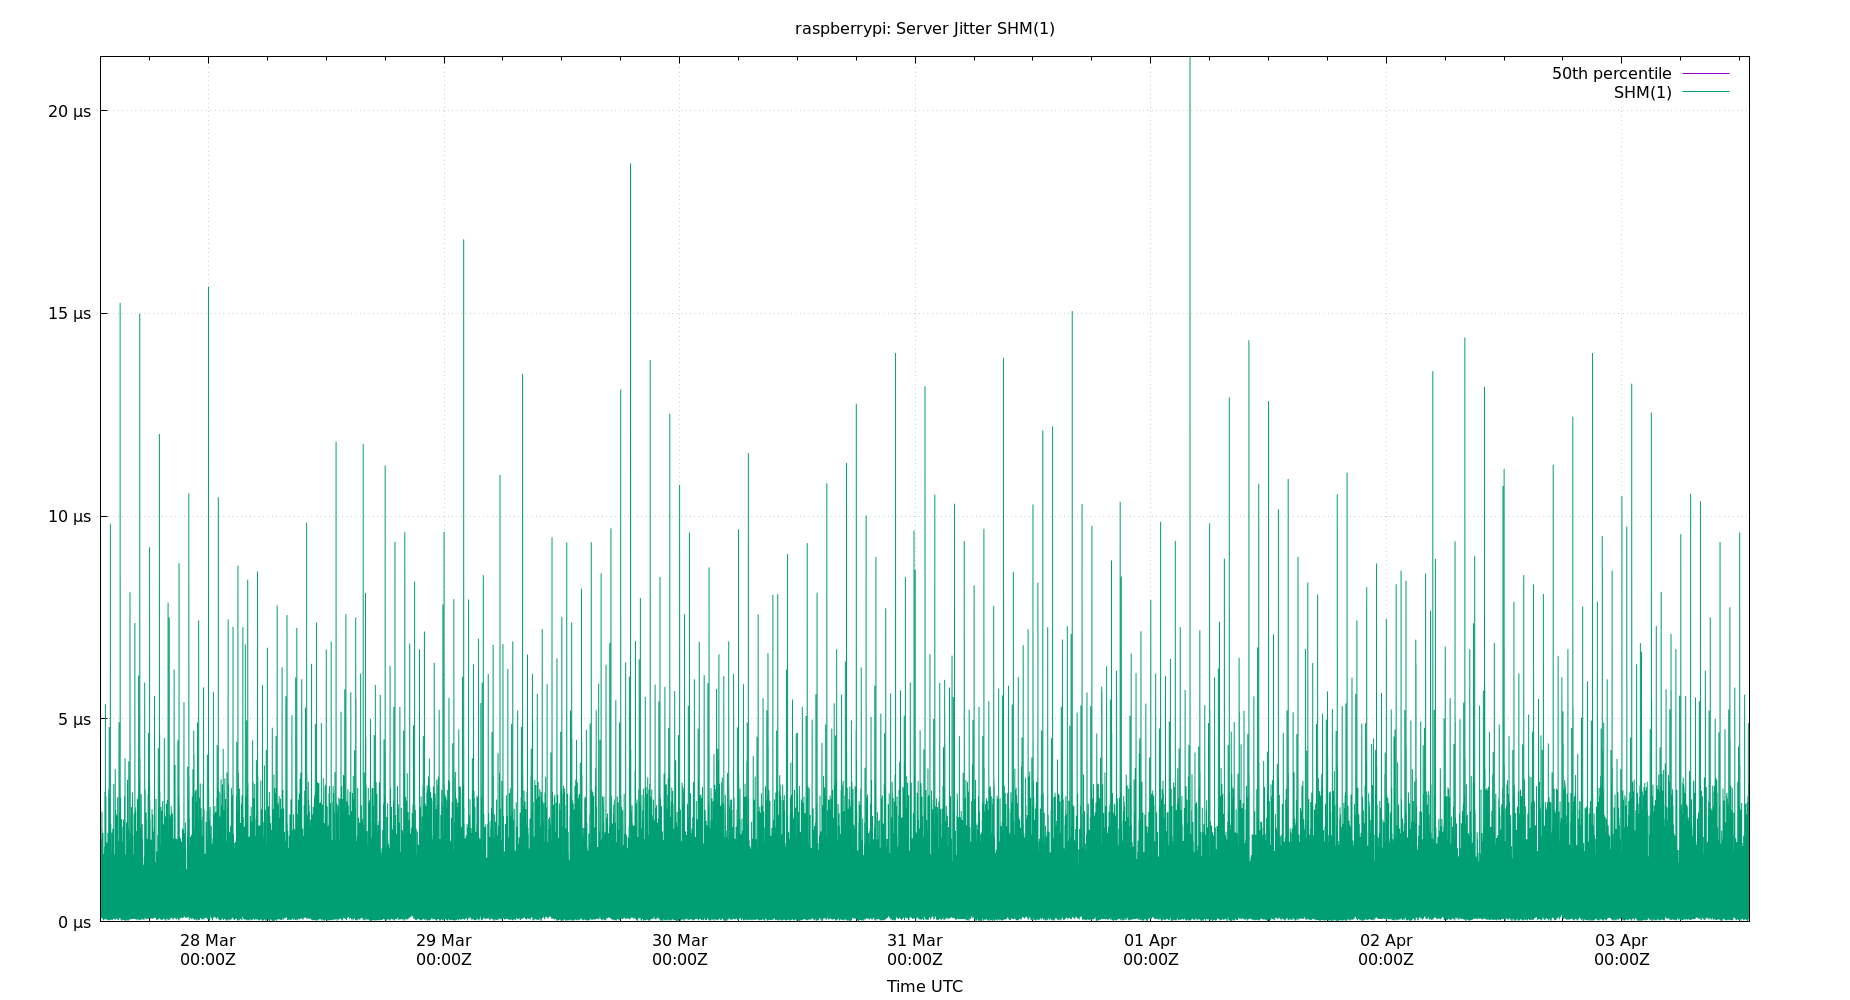 raspberrypi: Server Jitter SHM(1)
50th percentile
SHM(1)
20 µs
15 µs
10 µs
5 µs
0 µs
28 Mar 29 Mar 30 Mar 31 Mar 01 Apr 02 Apr 03 Apr
00:00Z 00:00Z 00:00Z 00:00Z 00:00Z 00:00Z 00:00Z
Time UTC